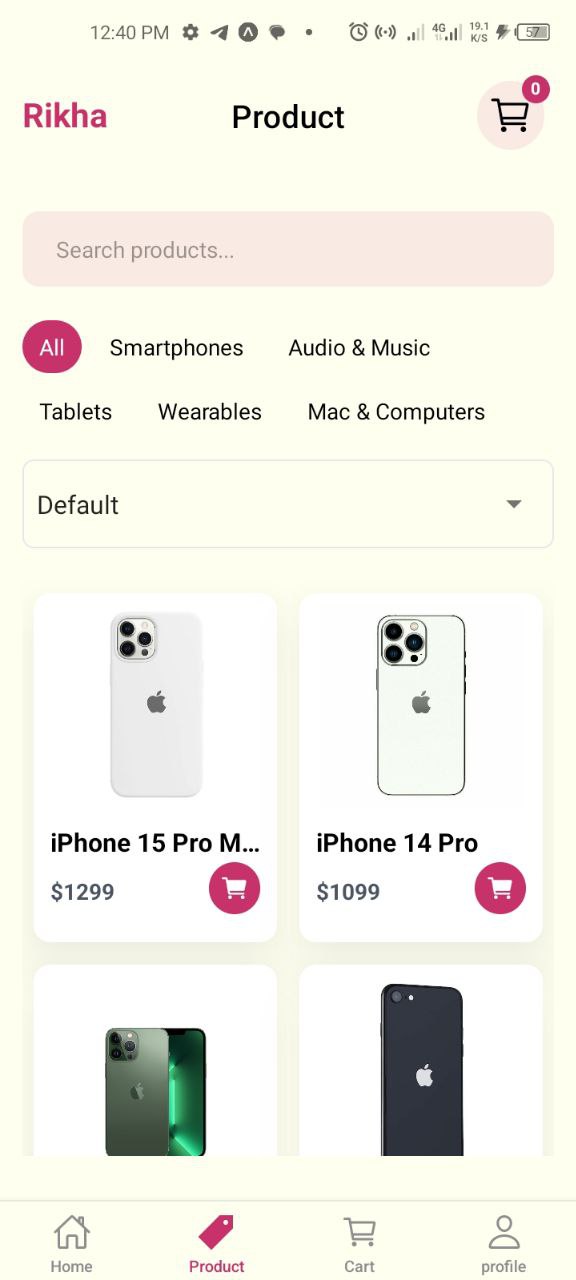 12:40 PM 4G 19.1 K/S 57
Rikha Product 0
Search products...
All Smartphones Audio & Music
Tablets Wearables Mac & Computers
Default
iPhone 15 Pro M... iPhone 14 Pro
$1299 $1099
Home Product Cart profile